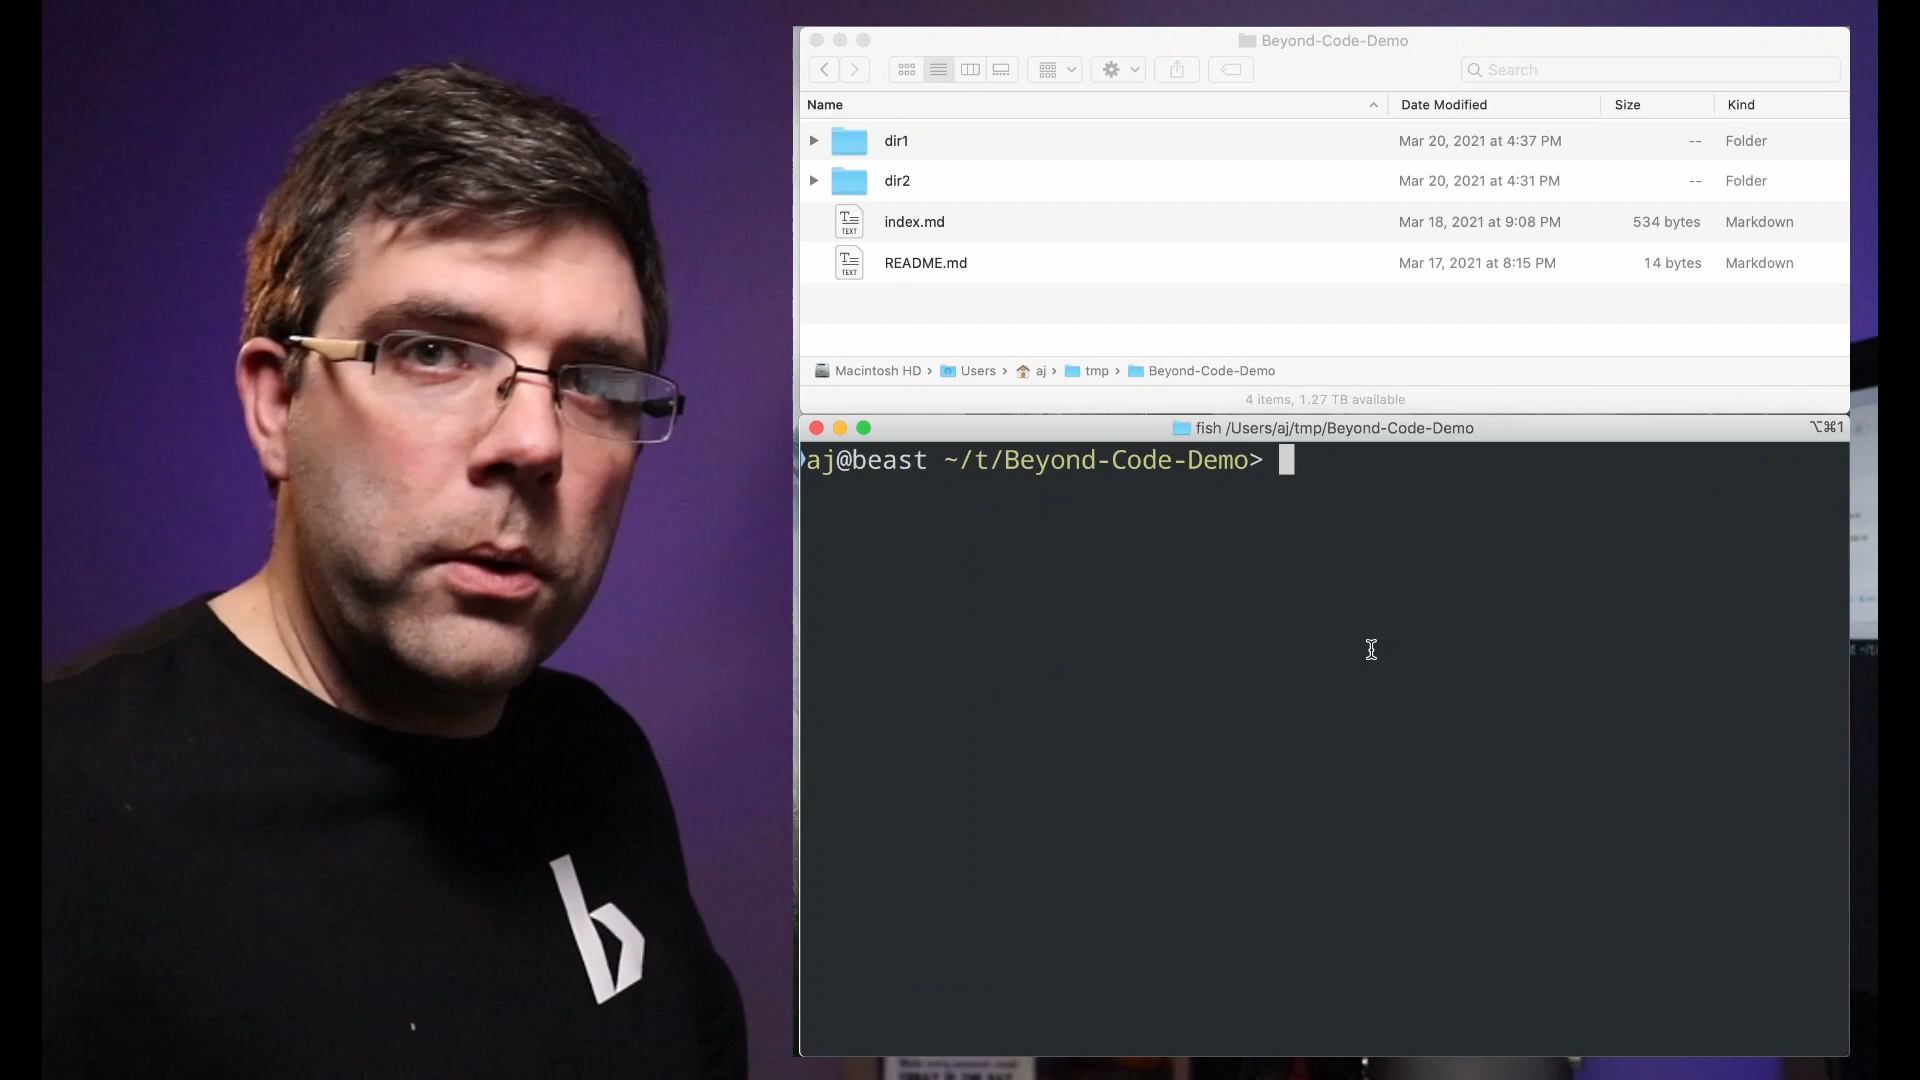 Beyond-Code-Demo
Search
Name Date Modified Size Kind
dir1 Mar 20, 2021 at 4:37 PM -- Folder
dir2 Mar 20, 2021 at 4:31 PM -- Folder
TEXT index.md Mar 18, 2021 at 9:08 PM 534 bytes Markdown
TEXT README.md Mar 17, 2021 at 8:15 PM 14 bytes Markdown
Macintosh HD › Users › aj › tmp › Beyond-Code-Demo
4 items, 1.27 TB available
fish /Users/aj/tmp/Beyond-Code-Demo ⌥⌘1
aj@beast ~/t/Beyond-Code-Demo>
b